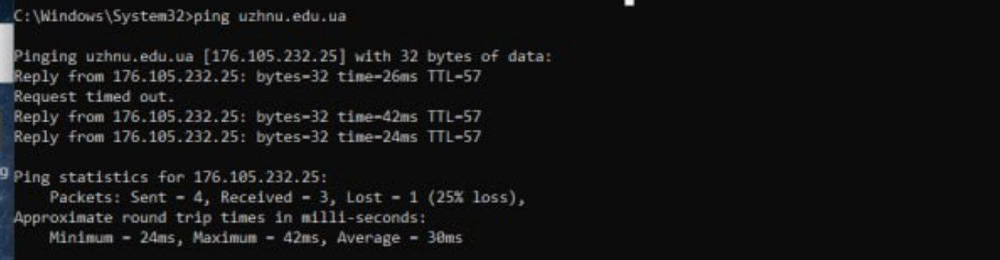 C:\Windows\System32>ping uzhnu.edu.ua
Pinging uzhnu.edu.ua [176.105.232.25] with 32 bytes of data:
Reply from 176.105.232.25: bytes=32 time=26ms TTL=57
Request timed out.
Reply from 176.105.232.25: bytes=32 time=42ms TTL=57
Reply from 176.105.232.25: bytes=32 time=24ms TTL=57
g
Ping statistics for 176.105.232.25:
Packets: Sent = 4, Received = 3, Lost = 1 (25% loss),
Approximate round trip times in milli-seconds:
Minimum = 24ms, Maximum = 42ms, Average = 30ms